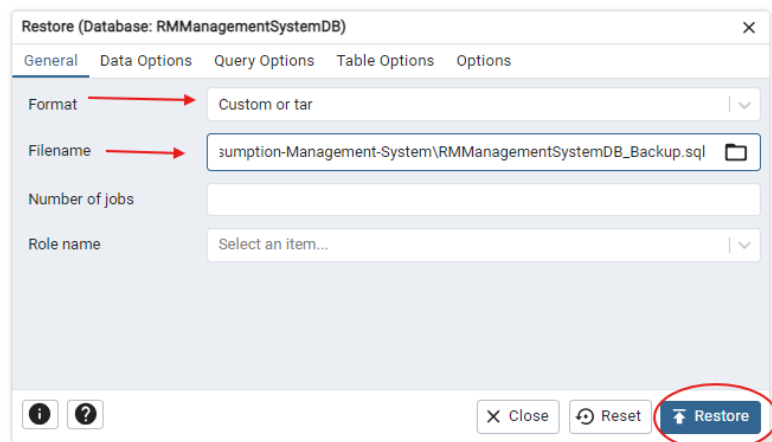 Restore (Database: RMManagementSystemDB)
General Data Options Query Options Table Options Options
Format Custom or tar
Filename sumption-Management-System\RMManagementSystemDB_Backup.sql
Number of jobs
Role name Select an item...
Close Reset Restore